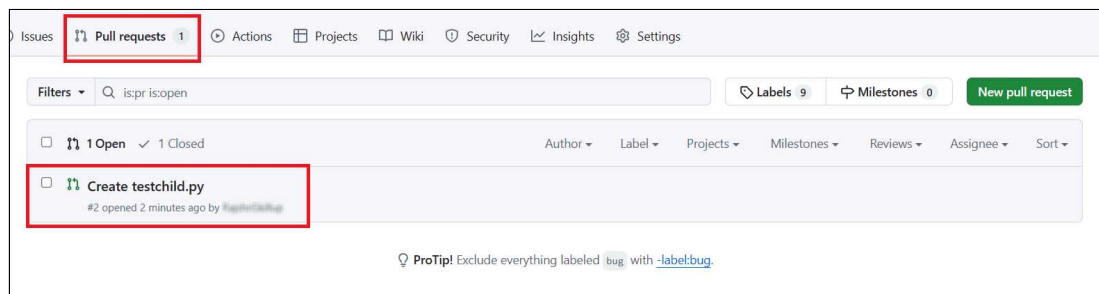 Issues Pull requests 1 Actions Projects Wiki Security Insights Settings
Filters is:pr is:open Labels 9 Milestones 0 New pull request
1 Open 1 Closed Author Label Projects Milestones Reviews Assignee Sort
Create testchild.py
#2 opened 2 minutes ago by
ProTip! Exclude everything labeled bug with -label:bug.